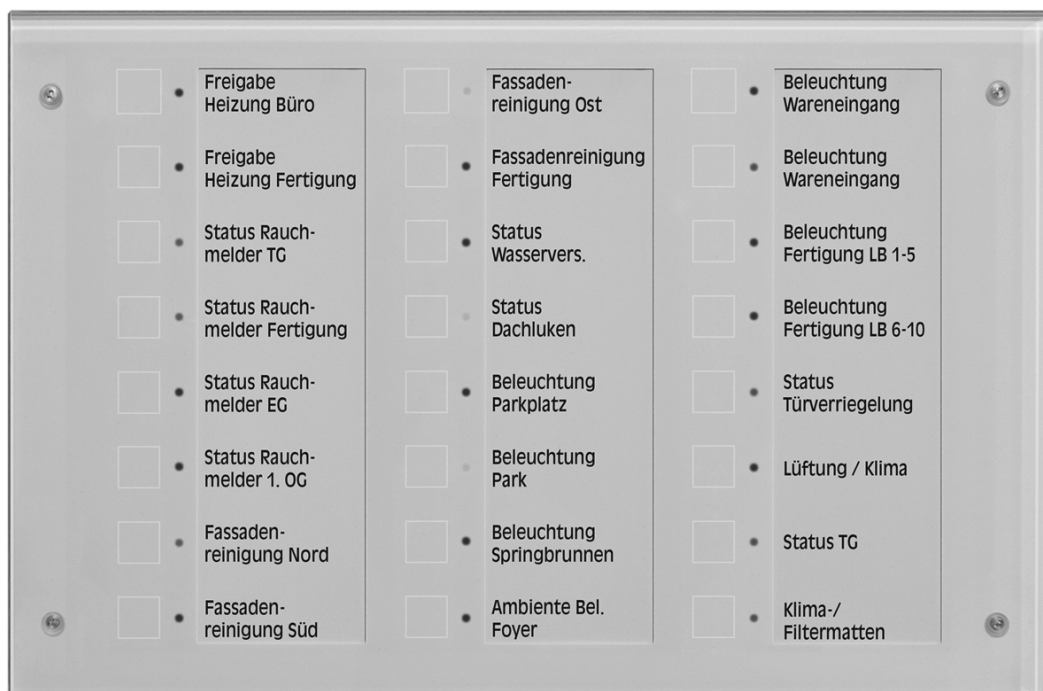 Freigabe
Heizung Büro
Freigabe
Heizung Fertigung
Status Rauch-
melder TG
Status Rauch-
melder Fertigung
Status Rauch-
melder EG
Status Rauch-
melder 1. OG
Fassaden-
reinigung Nord
Fassaden-
reinigung Süd
Fassaden-
reinigung Ost
Fassadenreinigung
Fertigung
Status
Wasservers.
Status
Dachluken
Beleuchtung
Parkplatz
Beleuchtung
Park
Beleuchtung
Springbrunnen
Ambiente Bel.
Foyer
Beleuchtung
Wareneingang
Beleuchtung
Wareneingang
Beleuchtung
Fertigung LB 1-5
Beleuchtung
Fertigung LB 6-10
Status
Türverriegelung
Lüftung / Klima
Status TG
Klima-/
Filtermatten